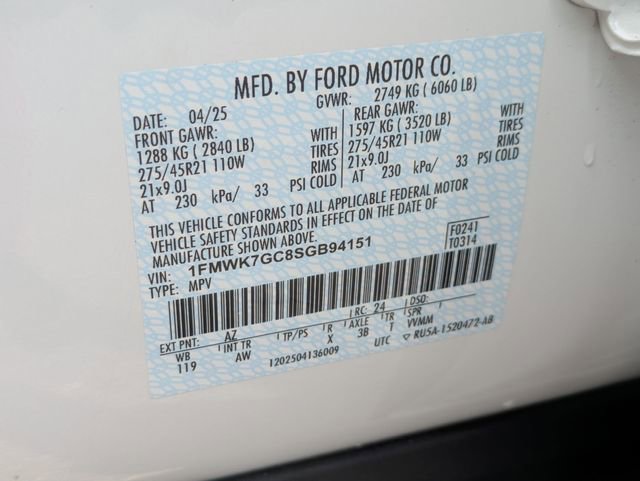 MFD. BY FORD MOTOR CO.
DATE: 04/25 GVWR: 2749 KG ( 6060 LB)
FRONT GAWR: REAR GAWR:
1288 KG ( 2840 LB) WITH 1597 KG ( 3520 LB) WITH
275/45R21 110W TIRES 275/45R21 110W TIRES
21x9.0J RIMS 21x9.0J RIMS
AT 230 kPa/ 33 PSI COLD AT 230 kPa/ 33 PSI COLD
THIS VEHICLE CONFORMS TO ALL APPLICABLE FEDERAL MOTOR
VEHICLE SAFETY STANDARDS IN EFFECT ON THE DATE OF
MANUFACTURE SHOWN ABOVE. F0241
VIN: 1FMWK7GC8SGB94151 T0314
TYPE: MPV
EXT PNT: AZ RC: 24 DSO:
WB INT TR TP/PS R AXLE TR SPR
119 AW X 3B T VVMM
1202504136009 UTC ▽ RU5A-1520472-AB